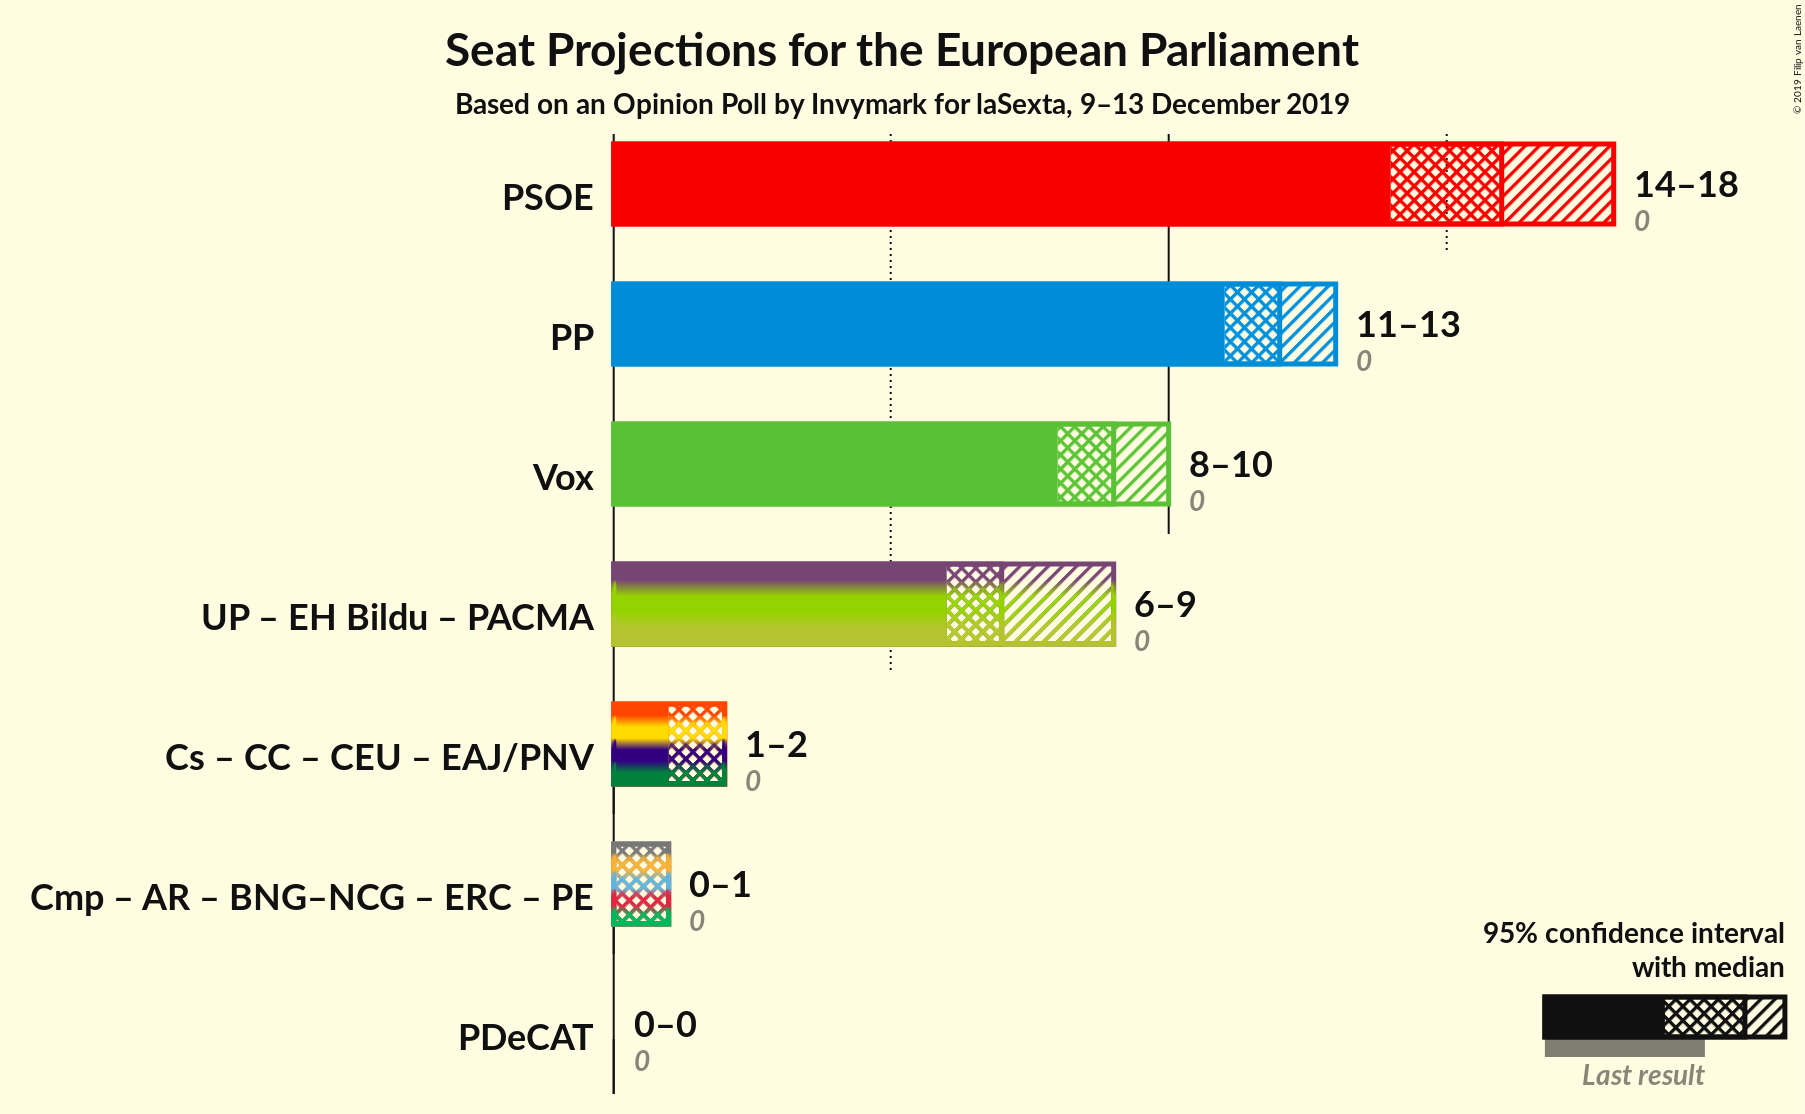 Seat Projections for the European Parliament
Based on an Opinion Poll by Invymark for laSexta, 9–13 December 2019
© 2019 Filip van Laenen
PSOE
14–18
0
PP
11–13
0
Vox
8–10
0
UP – EH Bildu – PACMA
6–9
0
Cs – CC – CEU – EAJ/PNV
1–2
0
Cmp – AR – BNG–NCG – ERC – PE
0–1
0
PDeCAT
0–0
0
95% confidence interval
with median
Last result